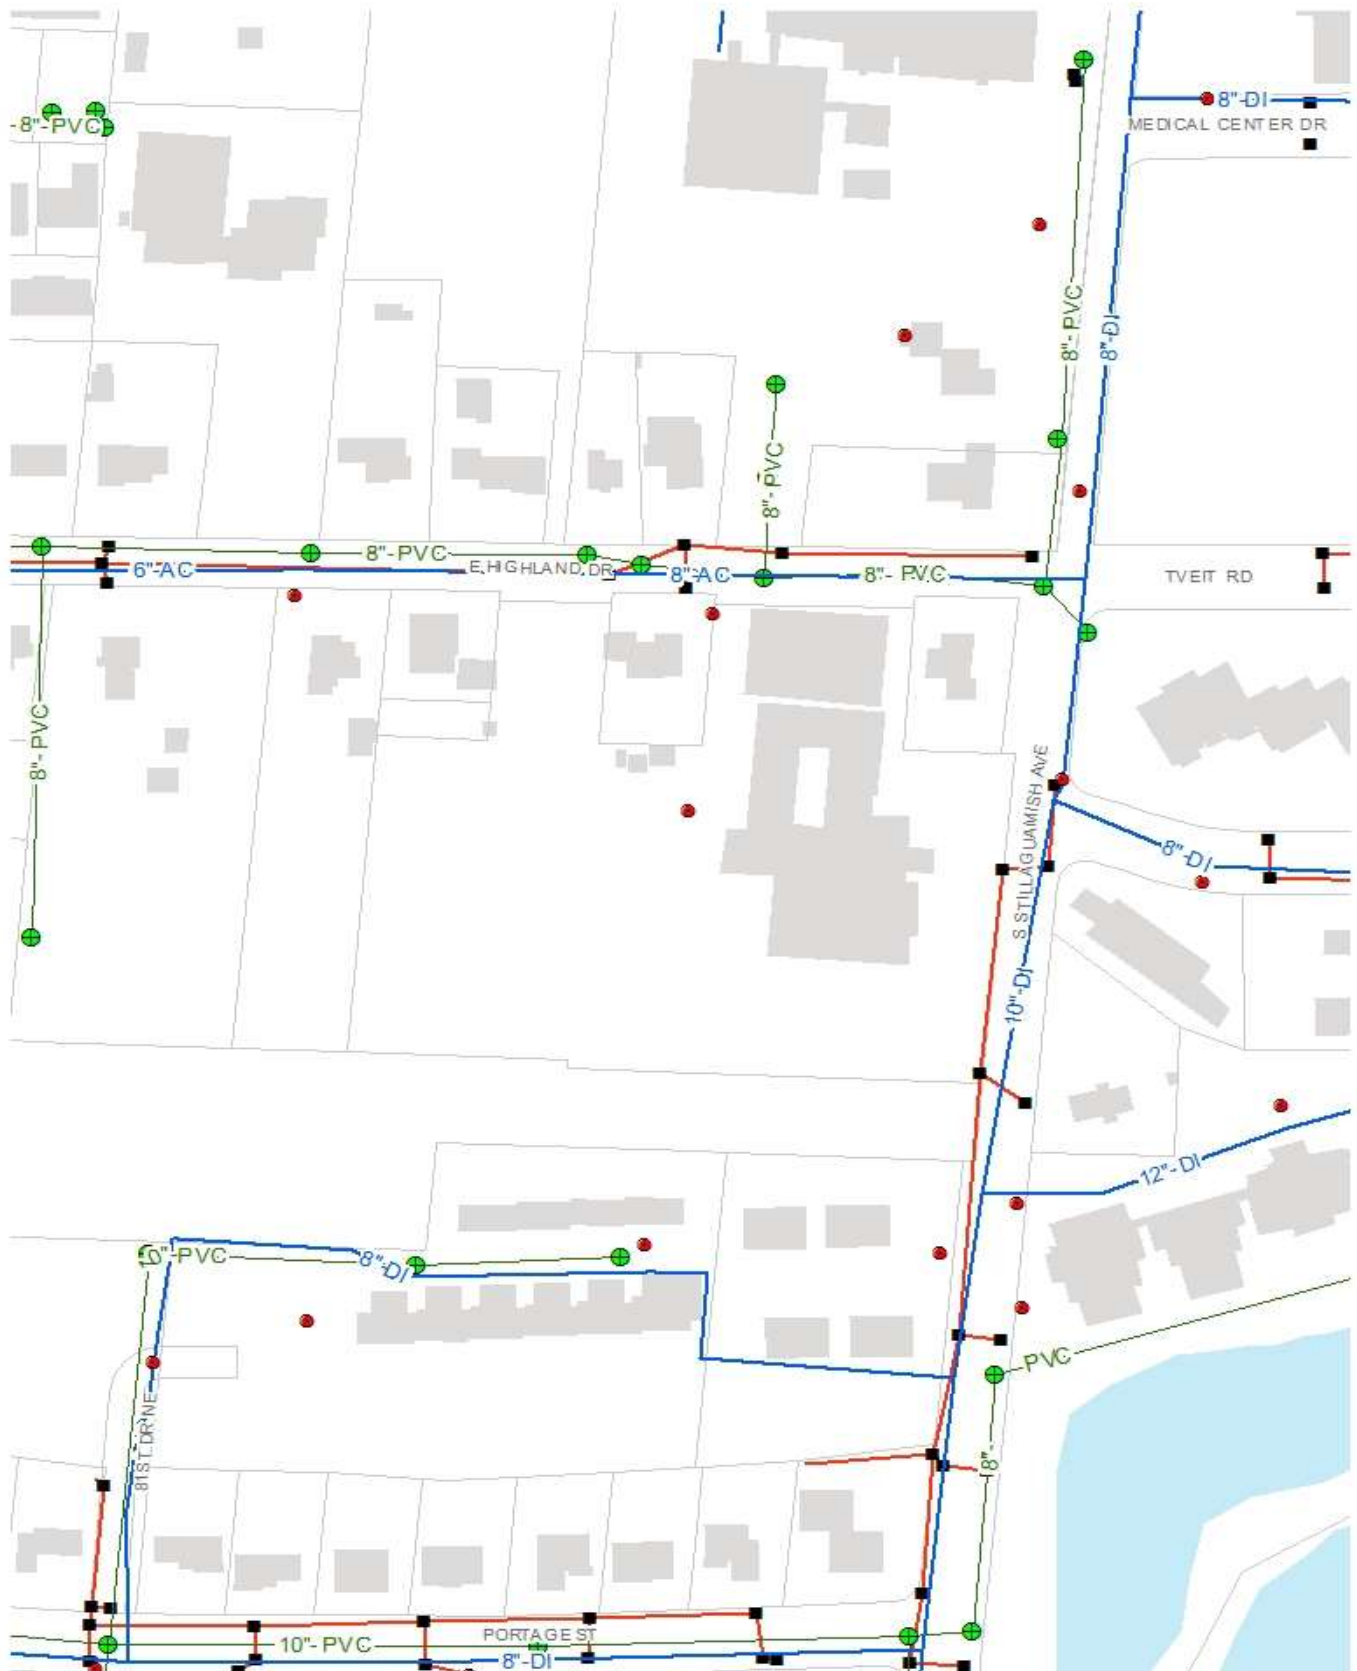 8"-DI
-8"-PVC
MEDICAL CENTER DR
8"-PVC
8"-DI
8"-PVC
8"-PVC
6"-AC
E HIGHLAND DR
8"-AC
8"-PVC
TVEIT RD
8"-PVC
S STILLAGUAMISH AVE
8"-DI
10"-DI
12"-DI
10"-PVC
8"-DI
PVC
8"-
81ST DR NE
PORTAGE ST
10"-PVC
8"-DI